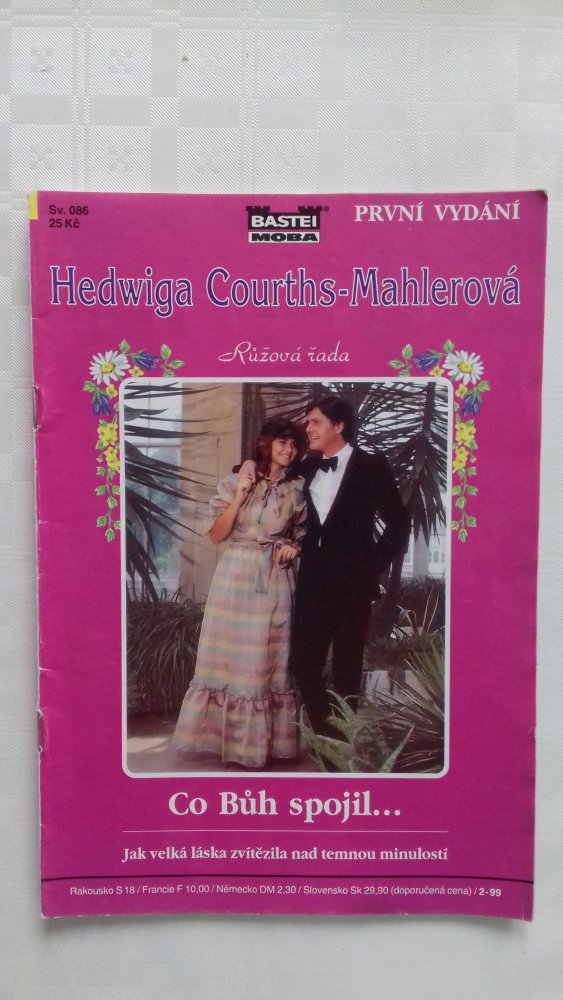 Sv. 086
25 Kč
BASTEI®
MOBA
PRVNÍ VYDÁNÍ
Hedwiga Courths-Mahlerová
Růžová řada
Co Bůh spojil...
Jak velká láska zvítězila nad temnou minulostí
Rakousko S 18 / Francie F 10,00 / Německo DM 2,30 / Slovensko Sk 29,90 (doporučená cena) / 2-99